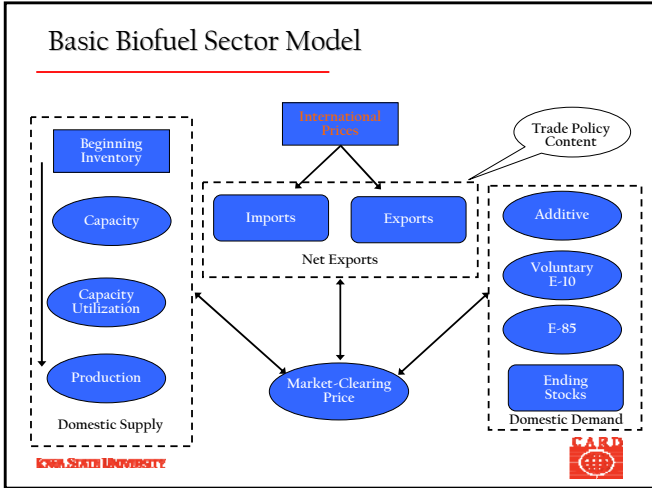 Basic Biofuel Sector Model
International
Prices
Trade Policy
Content
Beginning
Inventory
Capacity
Capacity
Utilization
Production
Domestic Supply
Imports
Exports
Net Exports
Market-Clearing
Price
Additive
Voluntary
E-10
E-85
Ending
Stocks
Domestic Demand
IOWA STATE UNIVERSITY
CARD